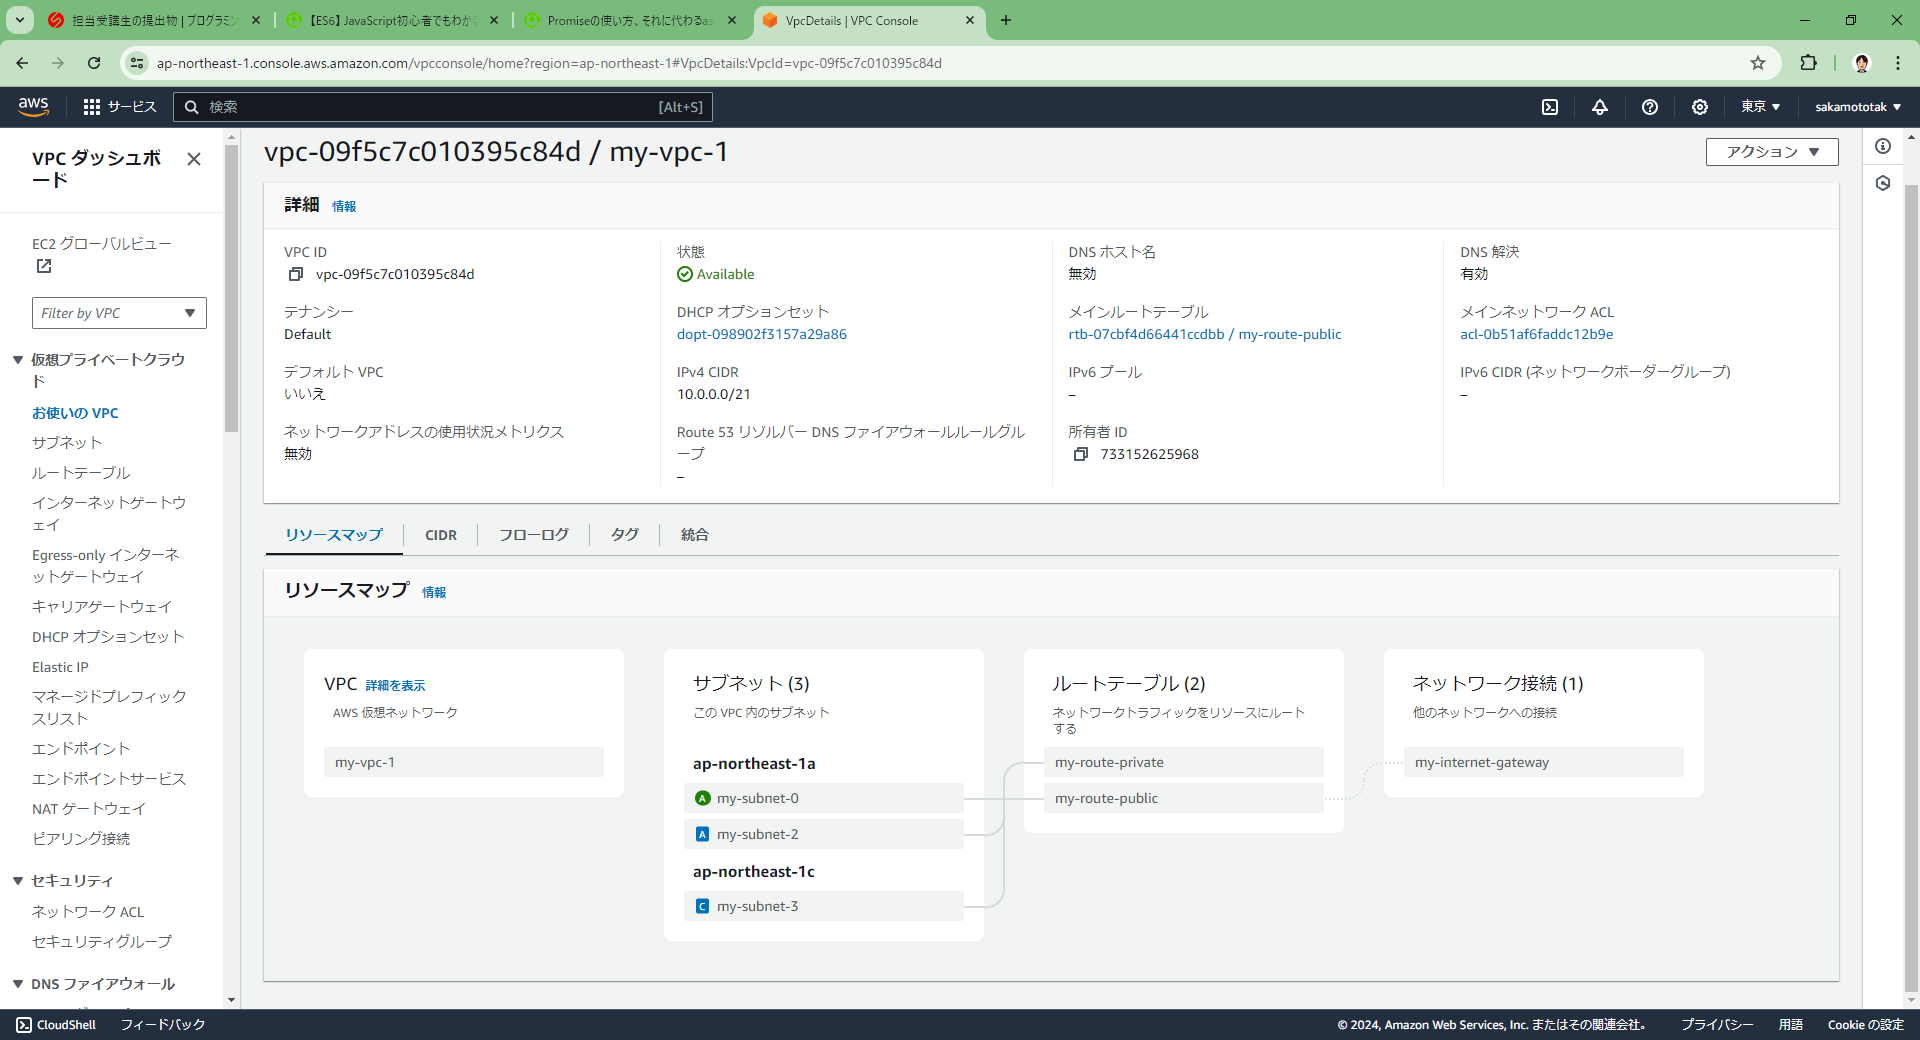 担当受講生の提出物 | プログラミン
【ES6】JavaScript初心者でもわかる
Promiseの使い方、それに代わるas
VpcDetails | VPC Console
ap-northeast-1.console.aws.amazon.com/vpcconsole/home?region=ap-northeast-1#VpcDetails:VpcId=vpc-09f5c7c010395c84d
aws
サービス
検索
[Alt+S]
東京
sakamototak
VPC ダッシュボ
ード
EC2 グローバルビュー
Filter by VPC
仮想プライベートクラウ
ド
お使いの VPC
サブネット
ルートテーブル
インターネットゲートウ
ェイ
Egress-only インターネ
ットゲートウェイ
キャリアゲートウェイ
DHCP オプションセット
Elastic IP
マネージドプレフィック
スリスト
エンドポイント
エンドポイントサービス
NAT ゲートウェイ
ピアリング接続
セキュリティ
ネットワーク ACL
セキュリティグループ
DNS ファイアウォール
vpc-09f5c7c010395c84d / my-vpc-1
アクション
詳細 情報
VPC ID
vpc-09f5c7c010395c84d
状態
Available
DNS ホスト名
無効
DNS 解決
有効
テナンシー
Default
DHCP オプションセット
dopt-098902f3157a29a86
メインルートテーブル
rtb-07cbf4d66441ccdbb / my-route-public
メインネットワーク ACL
acl-0b51af6faddc12b9e
デフォルト VPC
いいえ
IPv4 CIDR
10.0.0.0/21
IPv6 プール
–
IPv6 CIDR (ネットワークボーダーグループ)
–
ネットワークアドレスの使用状況メトリクス
無効
Route 53 リゾルバー DNS ファイアウォールルールグル
ープ
–
所有者 ID
733152625968
リソースマップ
CIDR
フローログ
タグ
統合
リソースマップ 情報
VPC 詳細を表示
AWS 仮想ネットワーク
my-vpc-1
サブネット (3)
この VPC 内のサブネット
ap-northeast-1a
A my-subnet-0
A my-subnet-2
ap-northeast-1c
C my-subnet-3
ルートテーブル (2)
ネットワークトラフィックをリソースにルート
する
my-route-private
my-route-public
ネットワーク接続 (1)
他のネットワークへの接続
my-internet-gateway
CloudShell
フィードバック
© 2024, Amazon Web Services, Inc. またはその関連会社。
プライバシー
用語
Cookie の設定